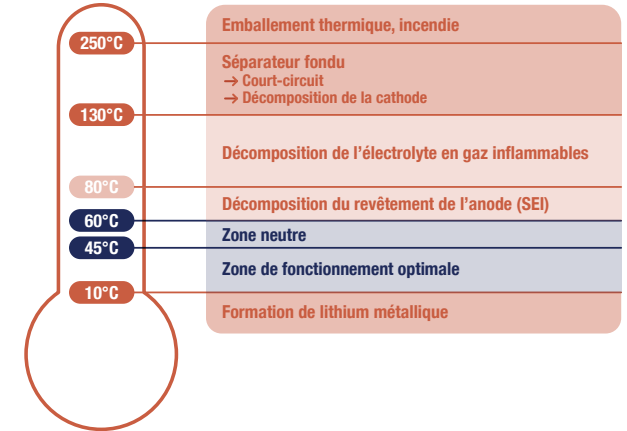 Emballement thermique, incendie
250°C
Séparateur fondu
→ Court-circuit
→ Décomposition de la cathode
130°C
Décomposition de l’électrolyte en gaz inflammables
80°C
Décomposition du revêtement de l’anode (SEI)
60°C
Zone neutre
45°C
Zone de fonctionnement optimale
10°C
Formation de lithium métallique